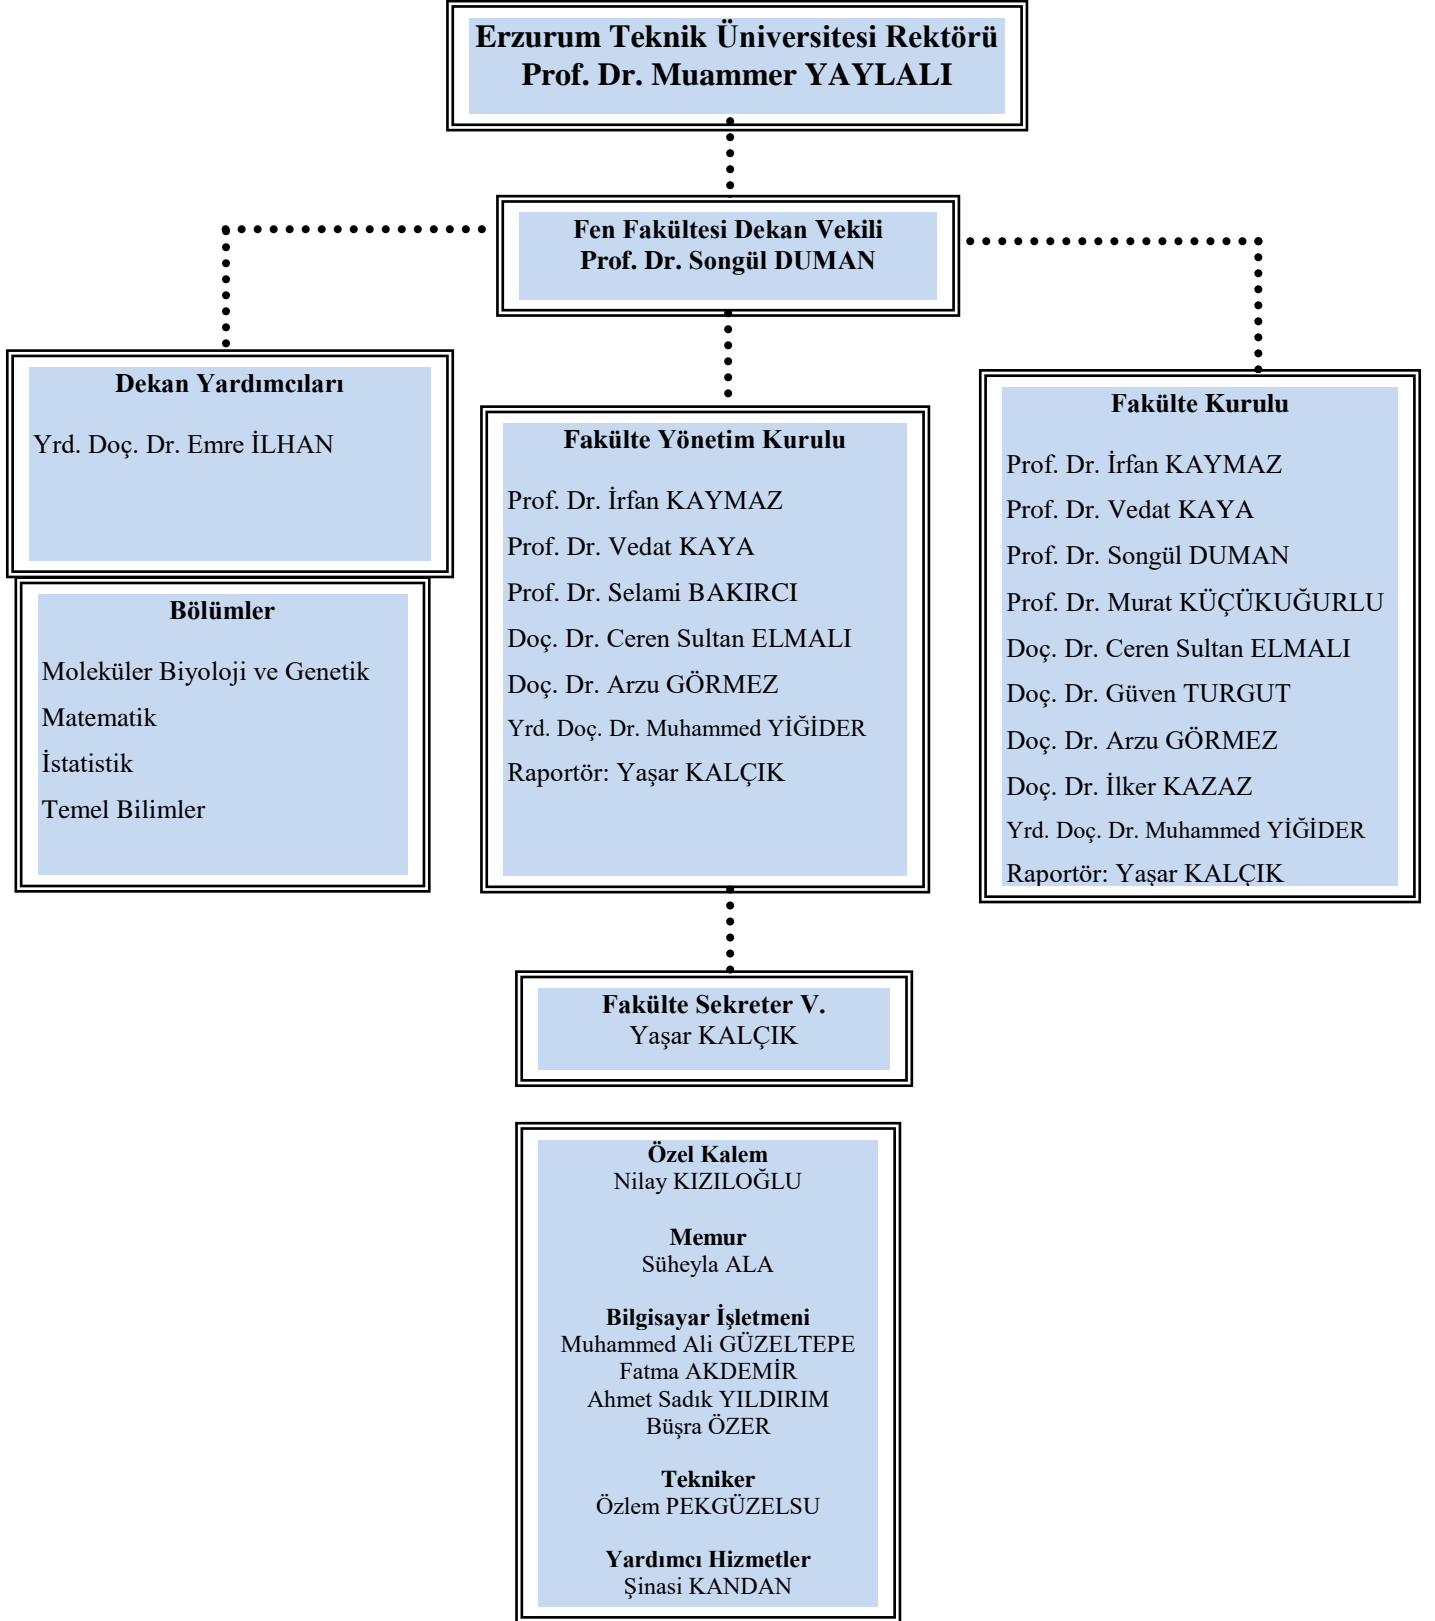 Erzurum Teknik Üniversitesi Rektörü
Prof. Dr. Muammer YAYLALI
Fen Fakültesi Dekan Vekili
Prof. Dr. Songül DUMAN
Dekan Yardımcıları
Yrd. Doç. Dr. Emre İLHAN
Bölümler
Moleküler Biyoloji ve Genetik
Matematik
İstatistik
Temel Bilimler
Fakülte Yönetim Kurulu
Prof. Dr. İrfan KAYMAZ
Prof. Dr. Vedat KAYA
Prof. Dr. Selami BAKIRCI
Doç. Dr. Ceren Sultan ELMALI
Doç. Dr. Arzu GÖRMEZ
Yrd. Doç. Dr. Muhammed YİĞİDER
Raportör: Yaşar KALÇIK
Fakülte Kurulu
Prof. Dr. İrfan KAYMAZ
Prof. Dr. Vedat KAYA
Prof. Dr. Songül DUMAN
Prof. Dr. Murat KÜÇÜKUĞURLU
Doç. Dr. Ceren Sultan ELMALI
Doç. Dr. Güven TURGUT
Doç. Dr. Arzu GÖRMEZ
Doç. Dr. İlker KAZAZ
Yrd. Doç. Dr. Muhammed YİĞİDER
Raportör: Yaşar KALÇIK
Fakülte Sekreter V.
Yaşar KALÇIK
Özel Kalem
Nilay KIZILOĞLU
Memur
Süheyla ALA
Bilgisayar İşletmeni
Muhammed Ali GÜZELTEPE
Fatma AKDEMİR
Ahmet Sadık YILDIRIM
Büşra ÖZER
Tekniker
Özlem PEKGÜZELSU
Yardımcı Hizmetler
Şinasi KANDAN